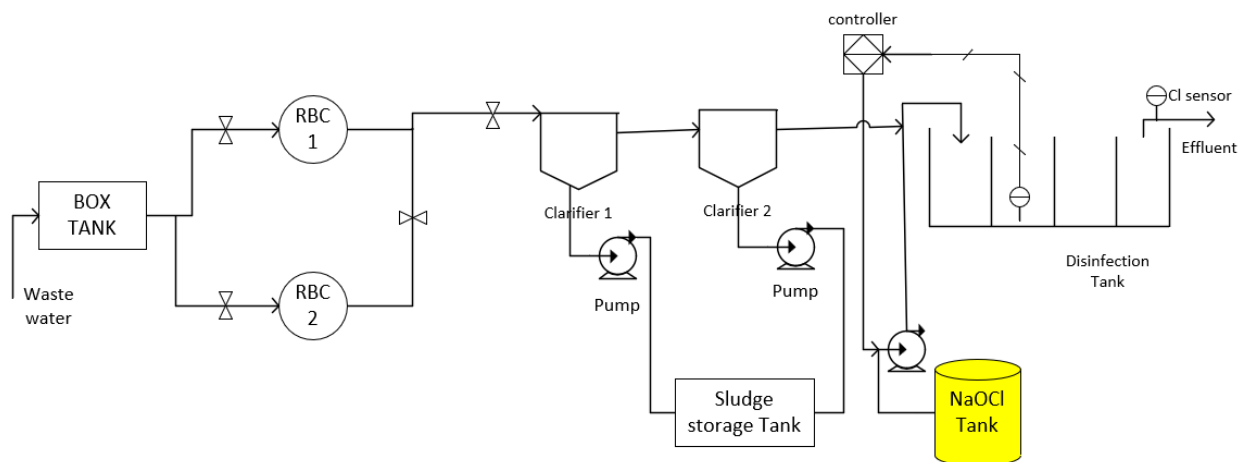 controller
Cl sensor
Effluent
RBC
1
BOX
TANK
Clarifier 1
Clarifier 2
Disinfection
Tank
Waste
water
RBC
2
Pump
Pump
Sludge
storage Tank
NaOCl
Tank